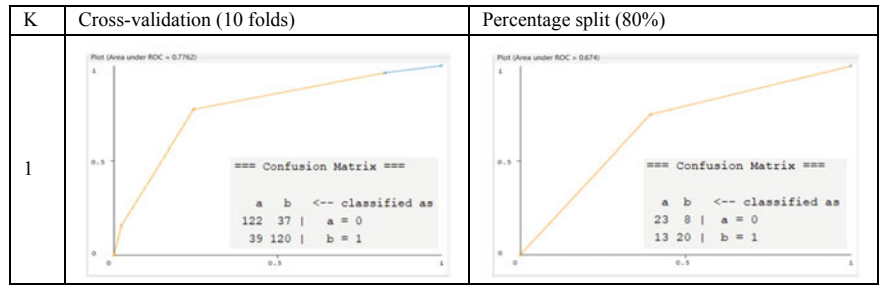 K Cross-validation (10 folds) Percentage split (80%)
1
Plot (Area under ROC = 0.7762)
1
0.5
0
0 0.5 1
=== Confusion Matrix ===
a b <-- classified as
122 37 | a = 0
39 120 | b = 1
Plot (Area under ROC = 0.674)
1
0.5
0
0 0.5 1
=== Confusion Matrix ===
a b <-- classified as
23 8 | a = 0
13 20 | b = 1